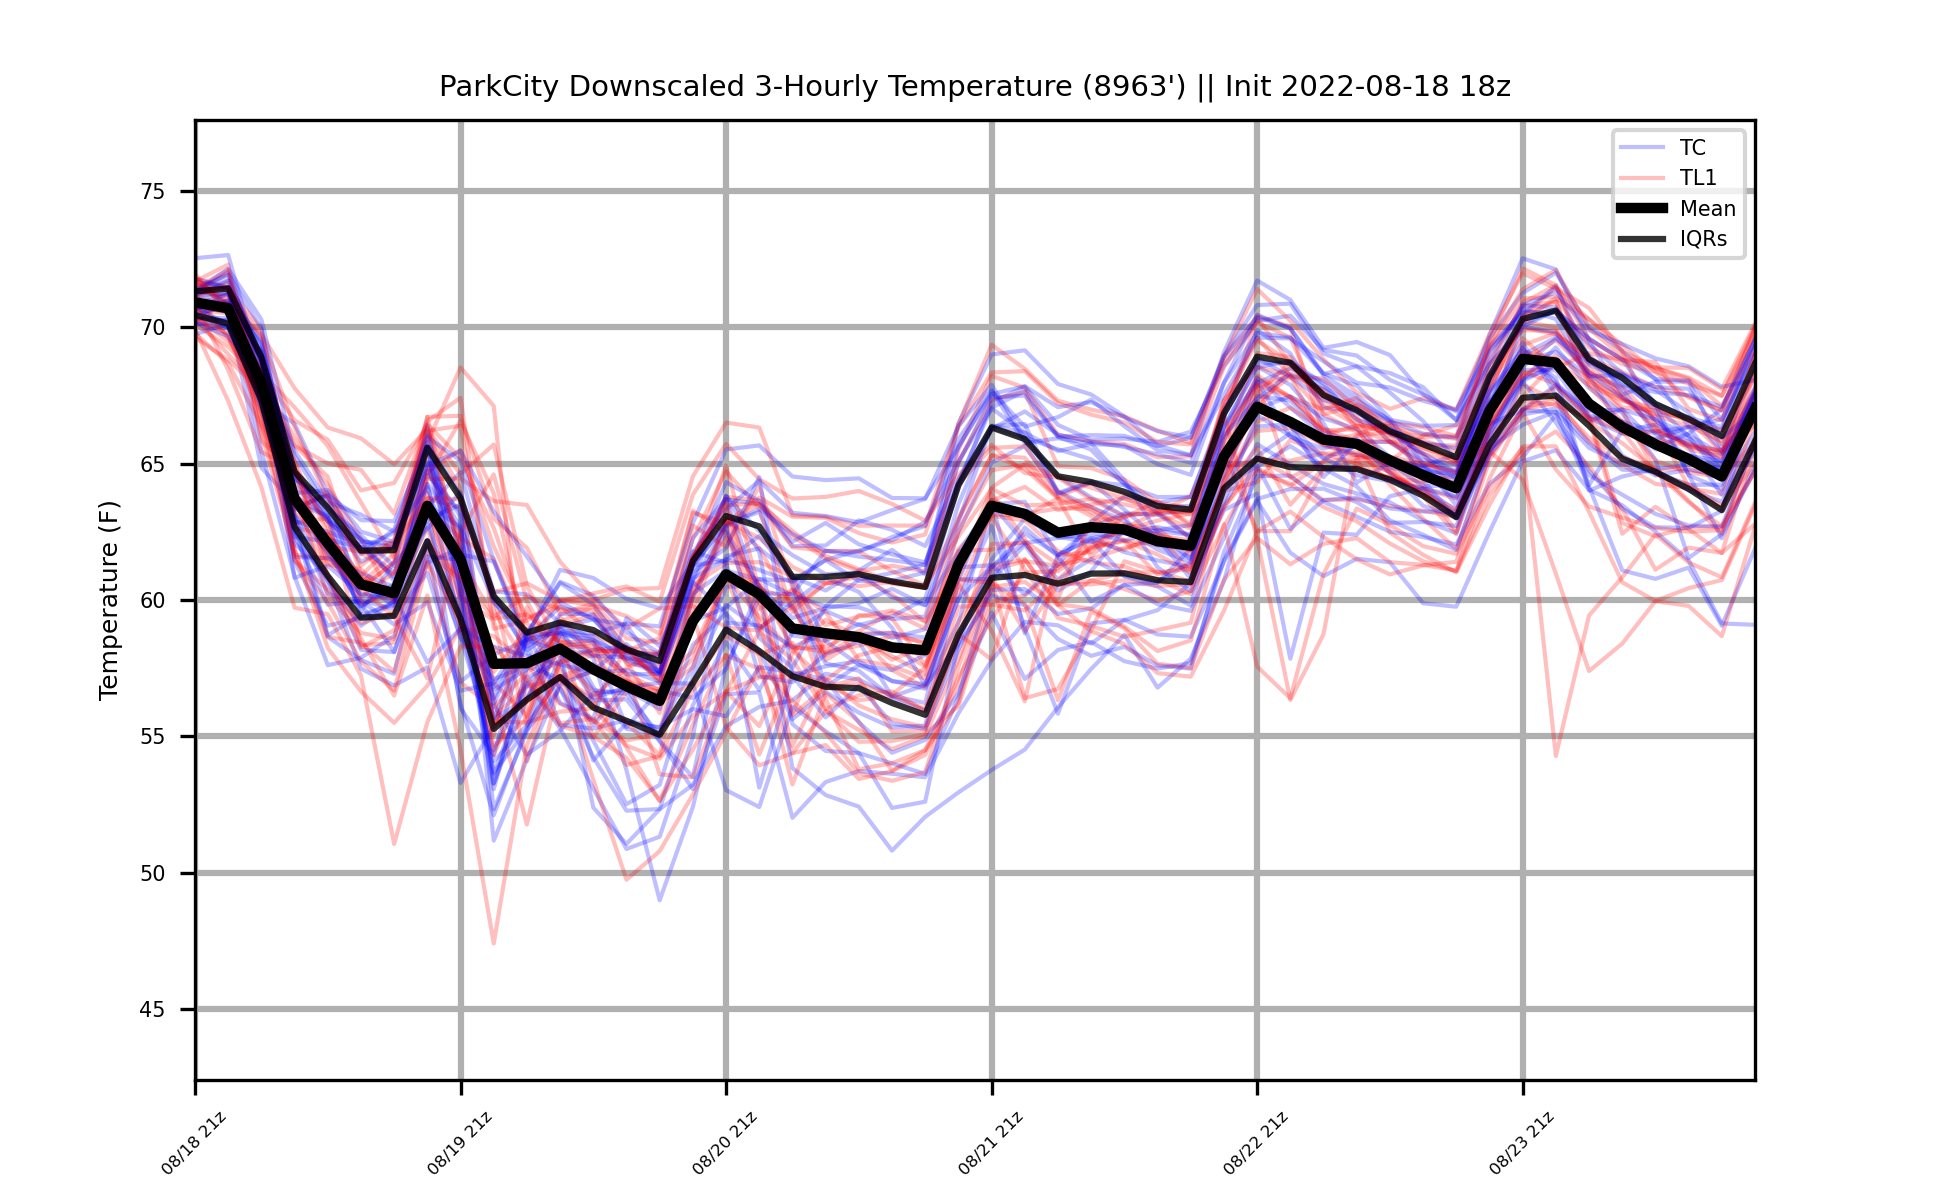 ParkCity Downscaled 3-Hourly Temperature (8963') || Init 2022-08-18 18z
TC
TL1
Mean
IQRs
Temperature (F)
75
70
65
60
55
50
45
08/18 21z
08/19 21z
08/20 21z
08/21 21z
08/22 21z
08/23 21z